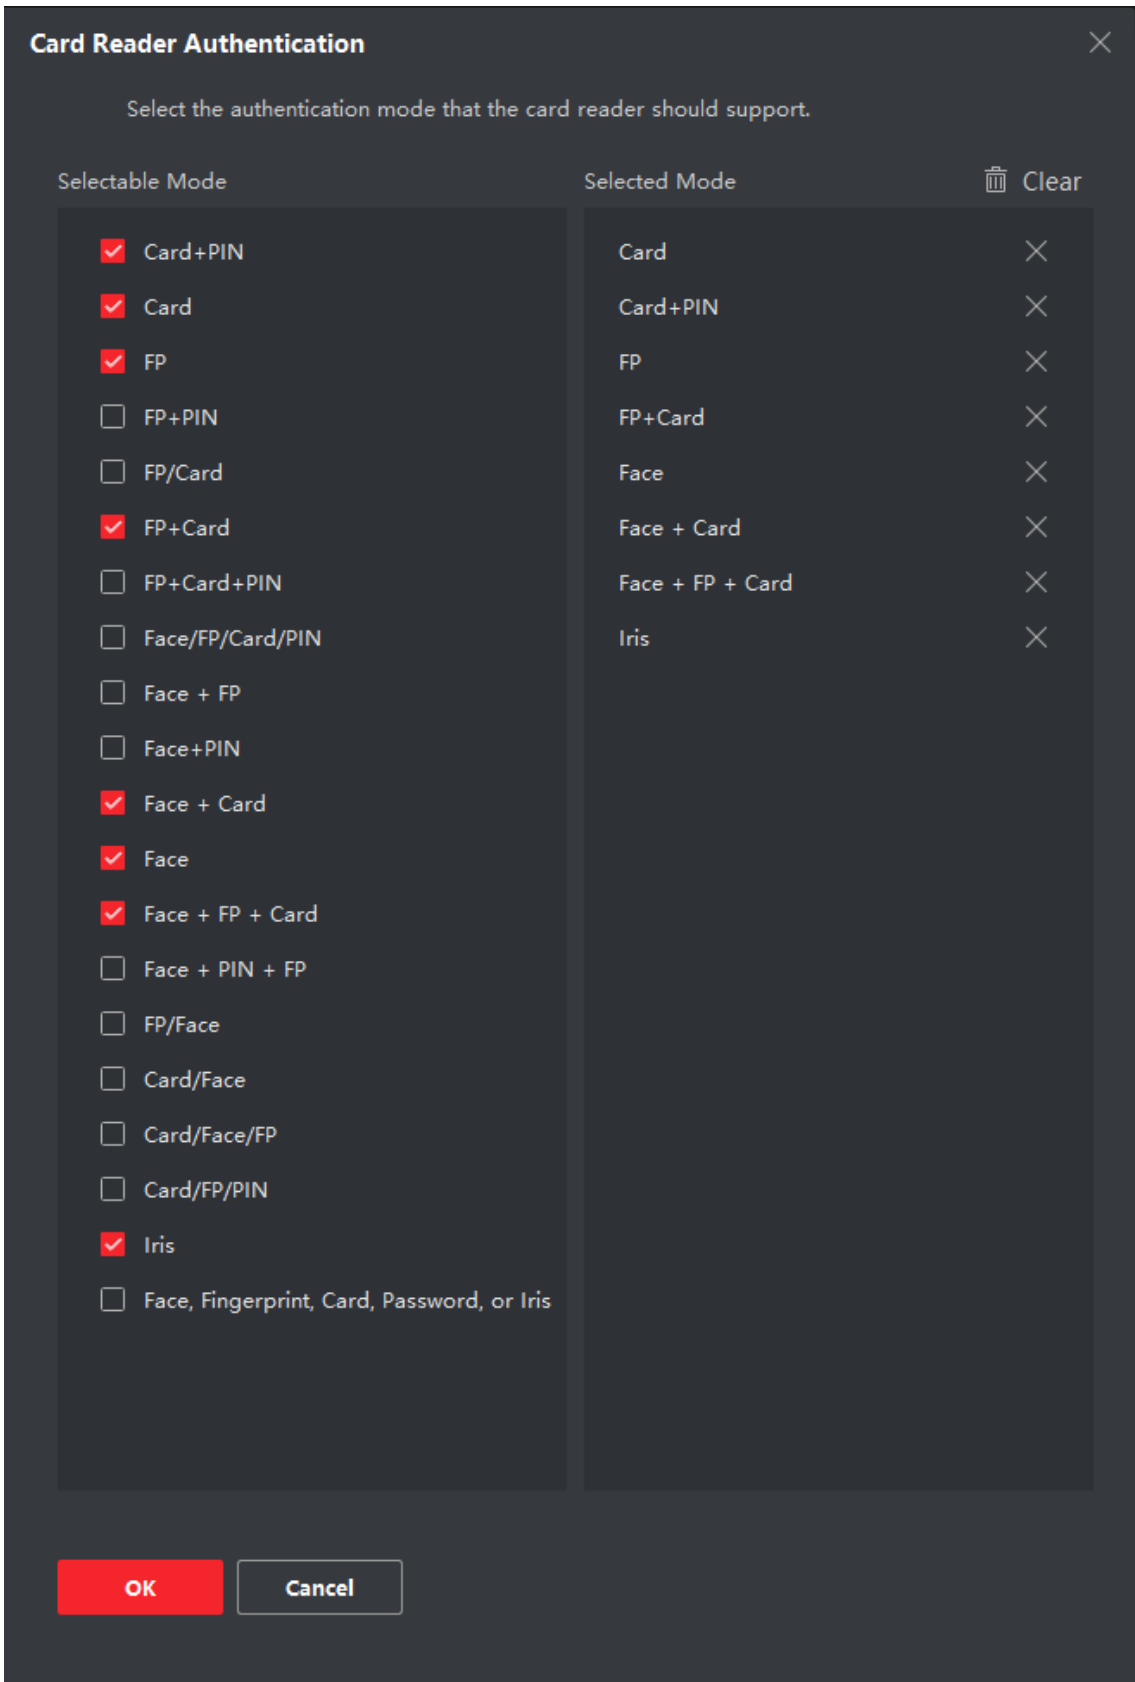 Card Reader Authentication
Select the authentication mode that the card reader should support.
Selectable Mode
Card+PIN
Card
FP
FP+PIN
FP/Card
FP+Card
FP+Card+PIN
Face/FP/Card/PIN
Face + FP
Face+PIN
Face + Card
Face
Face + FP + Card
Face + PIN + FP
FP/Face
Card/Face
Card/Face/FP
Card/FP/PIN
Iris
Face, Fingerprint, Card, Password, or Iris
Selected Mode
Clear
Card
Card+PIN
FP
FP+Card
Face
Face + Card
Face + FP + Card
Iris
OK
Cancel